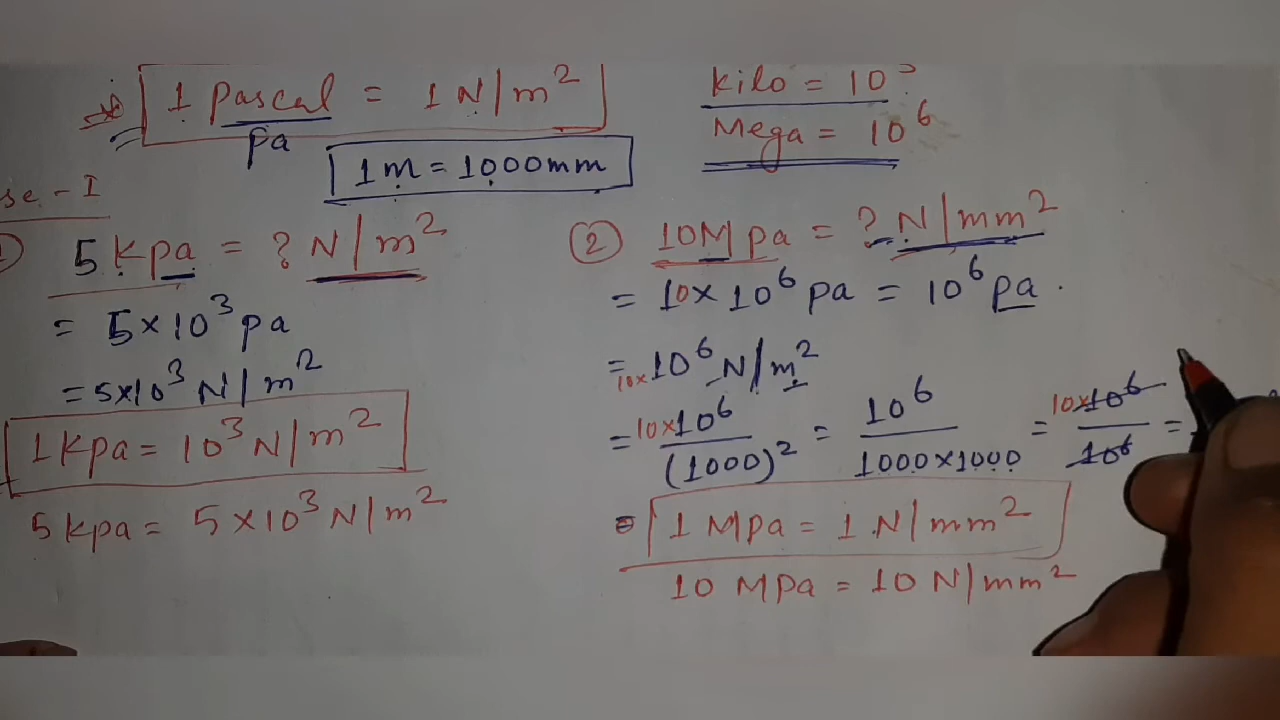 1 Pascal = 1 N/m²
Pa
1m = 1000mm
Kilo = 10³
Mega = 10⁶
se - I
1) 5 kpa = ? N/m²
= 5×10³ pa
= 5×10³ N/m²
1 kpa = 10³ N/m²
5 kpa = 5×10³ N/m²
② 10 M pa = ? N/mm²
= 10 × 10⁶ pa = 10⁶ pa.
= 10× 10⁶ N/m²
= 10×10⁶/(1000)² = 10⁶/1000×1000 = 10×10⁶/10⁶ =
= 1 MPa = 1 N/mm²
10 MPa = 10 N/mm²